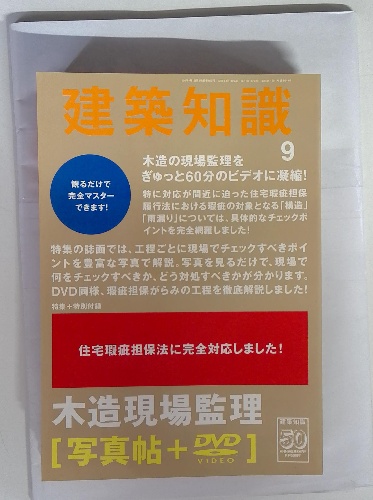 建築知識
9
木造の現場監理を
ぎゅっと60分のビデオに凝縮!
観るだけで
完全マスター
できます!
特に対応が間近に迫った住宅瑕疵担保
履行法における瑕疵の対象となる「構造」
「雨漏り」については、具体的なチェックポ
イントを完全網羅しました!
特集の誌面では、工程ごとに現場でチェックすべきポイ
ントを豊富な写真で解説。写真を見るだけで、現場で
何をチェックすべきか、どう対処すべきかが分かります。
DVD同様、瑕疵担保がらみの工程を徹底解説しました!
特集+特別付録
住宅瑕疵担保法に完全対応しました!
木造現場監理
[写真帖+DVD VIDEO]
建築知識
50